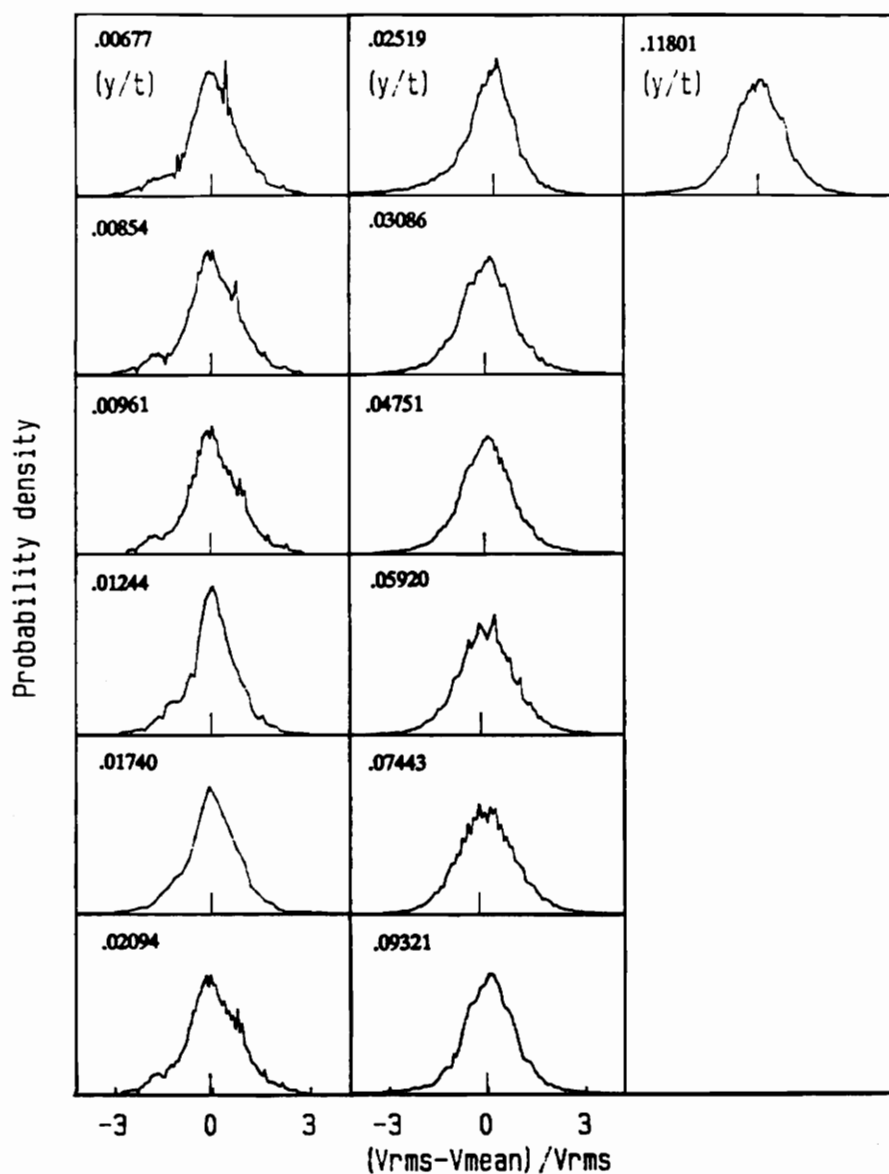 .00677
(y/t)
.02519
(y/t)
.11801
(y/t)
.00854
.03086
.00961
.04751
.01244
.05920
.01740
.07443
.02094
.09321
Probability density
-3 0 3 -3 0 3
(Vrms-Vmean)/Vrms